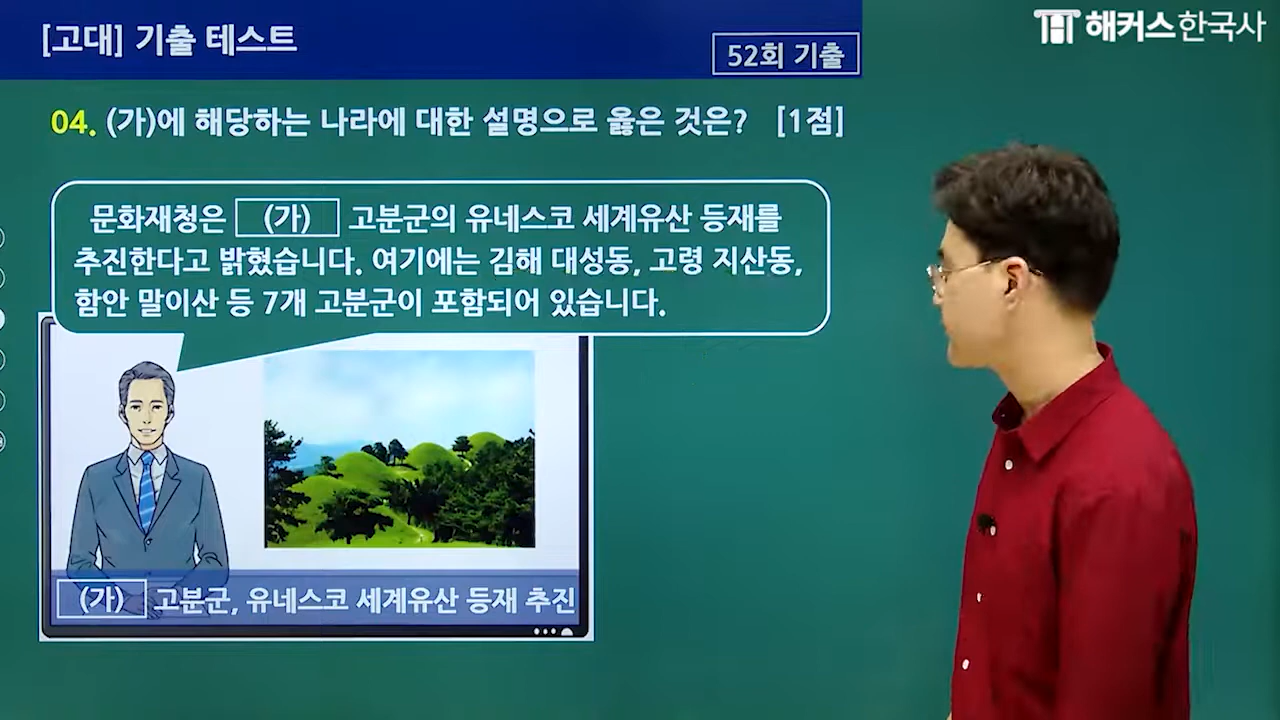 [고대] 기출 테스트
해커스한국사
52회 기출
04. (가)에 해당하는 나라에 대한 설명으로 옳은 것은? [1점]
문화재청은 (가) 고분군의 유네스코 세계유산 등재를
추진한다고 밝혔습니다. 여기에는 김해 대성동, 고령 지산동,
함안 말이산 등 7개 고분군이 포함되어 있습니다.
(가) 고분군, 유네스코 세계유산 등재 추진